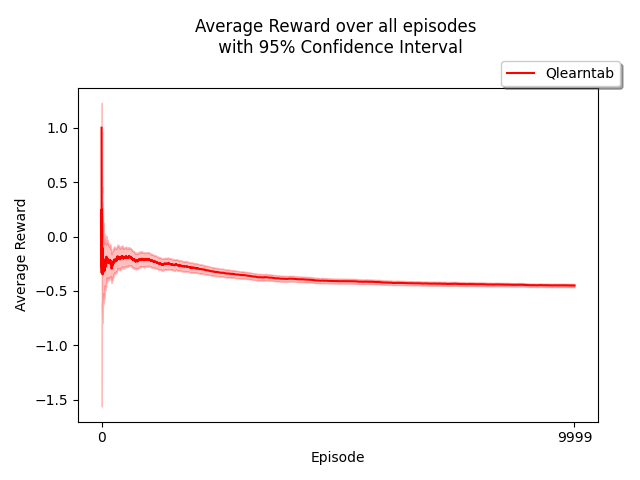 Average Reward over all episodes
with 95% Confidence Interval
Qlearntab
1.0
0.5
0.0
−0.5
−1.0
−1.5
Average Reward
0
9999
Episode